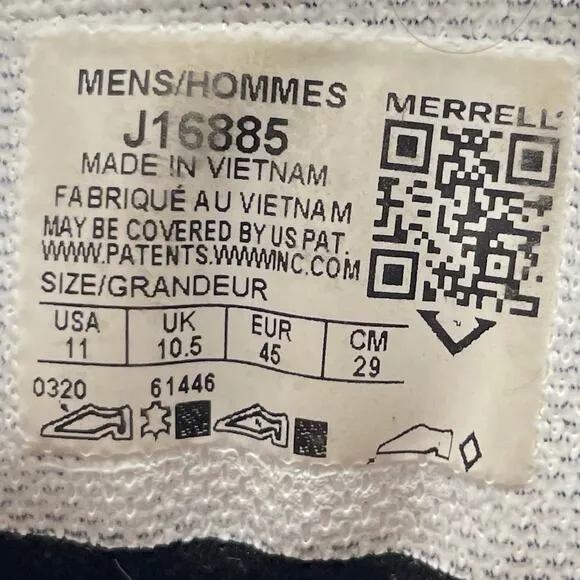 MENS/HOMMES
MERRELL
J16885
MADE IN VIETNAM
FABRIQUÉ AU VIETNAM
MAY BE COVERED BY US PAT.
WWW.PATENTS.WWWINC.COM
SIZE/GRANDEUR
USA UK EUR CM
11 10.5 45 29
0320 61446